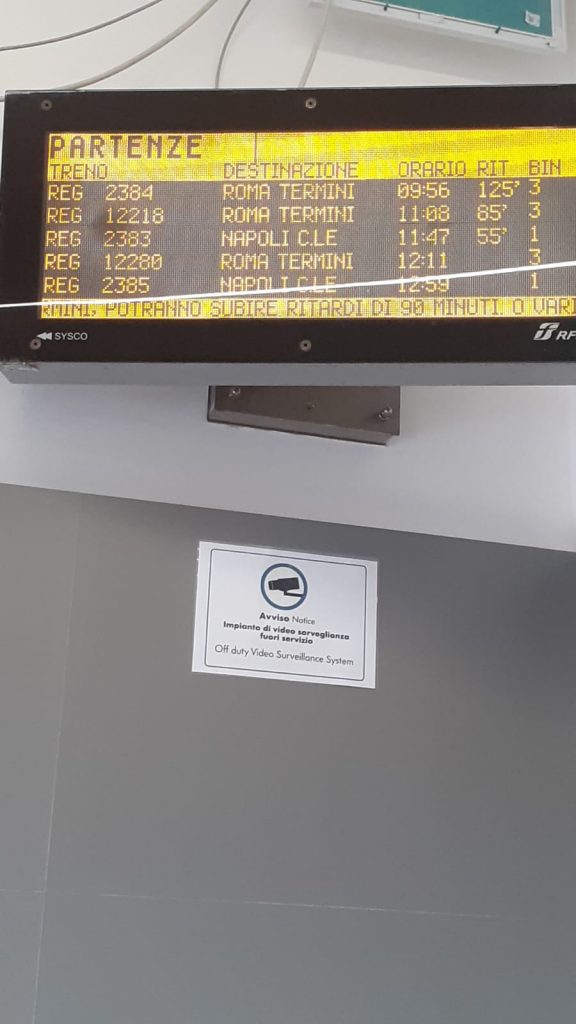 PARTENZE
TRENO DESTINAZIONE ORARIO RIT BIN
REG 2384 ROMA TERMINI 09:56 125' 3
REG 12218 ROMA TERMINI 11:08 85' 3
REG 2383 NAPOLI C.LE 11:47 55' 1
REG 12280 ROMA TERMINI 12:11 3
REG 2385 NAPOLI C.LE 12:59 1
RMINI, POTRANNO SUBIRE RITARDI DI 90 MINUTI O VARI
SYSCO RF
Avviso Notice
Impianto di video sorveglianza
fuori servizio
Off duty Video Surveillance System